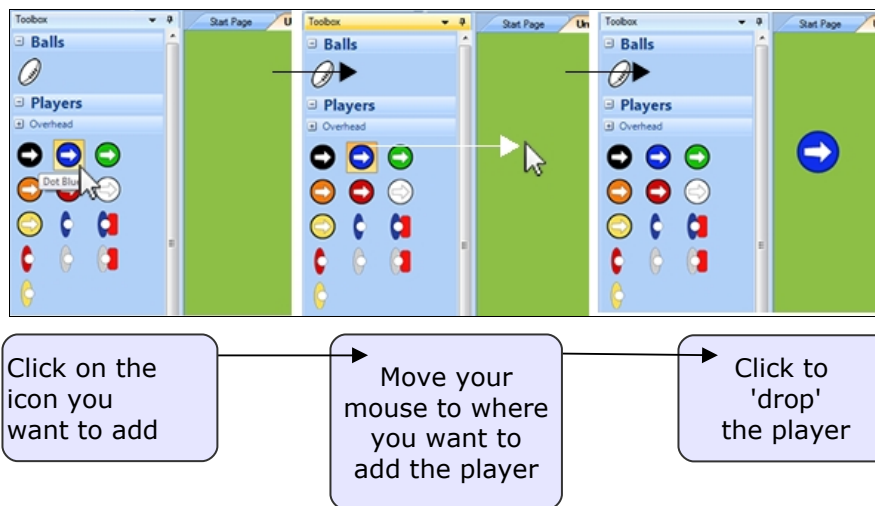 Toolbox
Start Page
U
Balls
Players
Overhead
Dot Blue
Toolbox
Start Page
Un
Balls
Players
Overhead
Toolbox
Start Page
Balls
Players
Overhead
Click on the
icon you
want to add
Move your
mouse to where
you want to
add the player
Click to
'drop'
the player